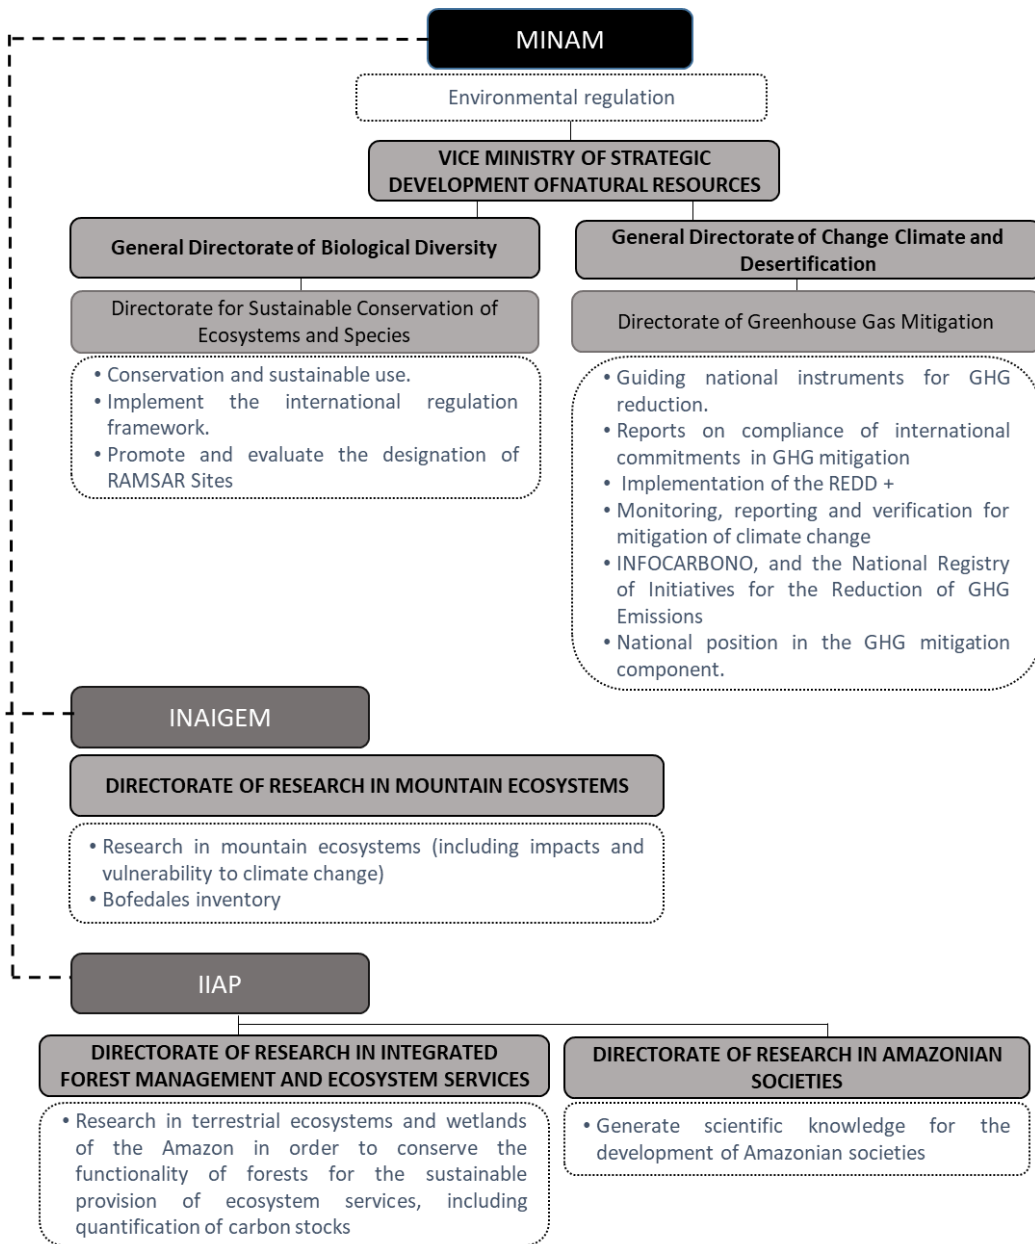 MINAM
Environmental regulation
VICE MINISTRY OF STRATEGIC
DEVELOPMENT OFNATURAL RESOURCES
General Directorate of Biological Diversity
General Directorate of Change Climate and
Desertification
Directorate for Sustainable Conservation of
Ecosystems and Species
Directorate of Greenhouse Gas Mitigation
• Conservation and sustainable use.
• Implement the international regulation
framework.
• Promote and evaluate the designation of
RAMSAR Sites
• Guiding national instruments for GHG
reduction.
• Reports on compliance of international
commitments in GHG mitigation
• Implementation of the REDD +
• Monitoring, reporting and verification for
mitigation of climate change
• INFOCARBONO, and the National Registry
of Initiatives for the Reduction of GHG
Emissions
• National position in the GHG mitigation
component.
INAIGEM
DIRECTORATE OF RESEARCH IN MOUNTAIN ECOSYSTEMS
• Research in mountain ecosystems (including impacts and
vulnerability to climate change)
• Bofedales inventory
IIAP
DIRECTORATE OF RESEARCH IN INTEGRATED
FOREST MANAGEMENT AND ECOSYSTEM SERVICES
• Research in terrestrial ecosystems and wetlands
of the Amazon in order to conserve the
functionality of forests for the sustainable
provision of ecosystem services, including
quantification of carbon stocks
DIRECTORATE OF RESEARCH IN AMAZONIAN
SOCIETIES
• Generate scientific knowledge for the
development of Amazonian societies